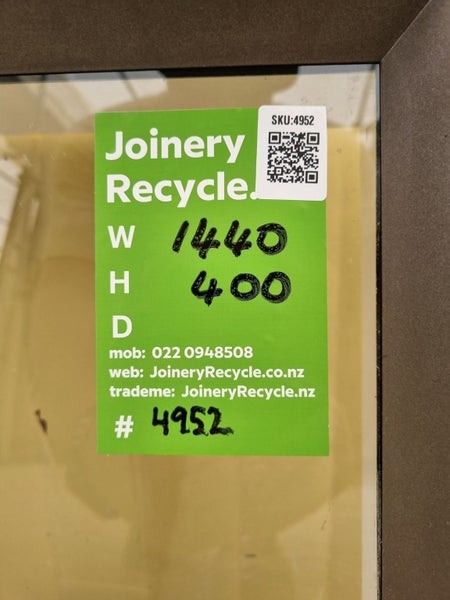 SKU:4952
Joinery
Recycle.
W 1440
H 400
D
mob: 022 0948508
web: JoineryRecycle.co.nz
trademe: JoineryRecycle.nz
# 4952